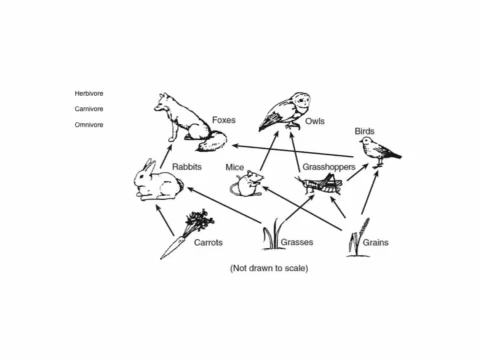 Herbivore
Carnivore
Omnivore
Foxes
Owls
Birds
Rabbits
Mice
Grasshoppers
Carrots
Grasses
Grains
(Not drawn to scale)